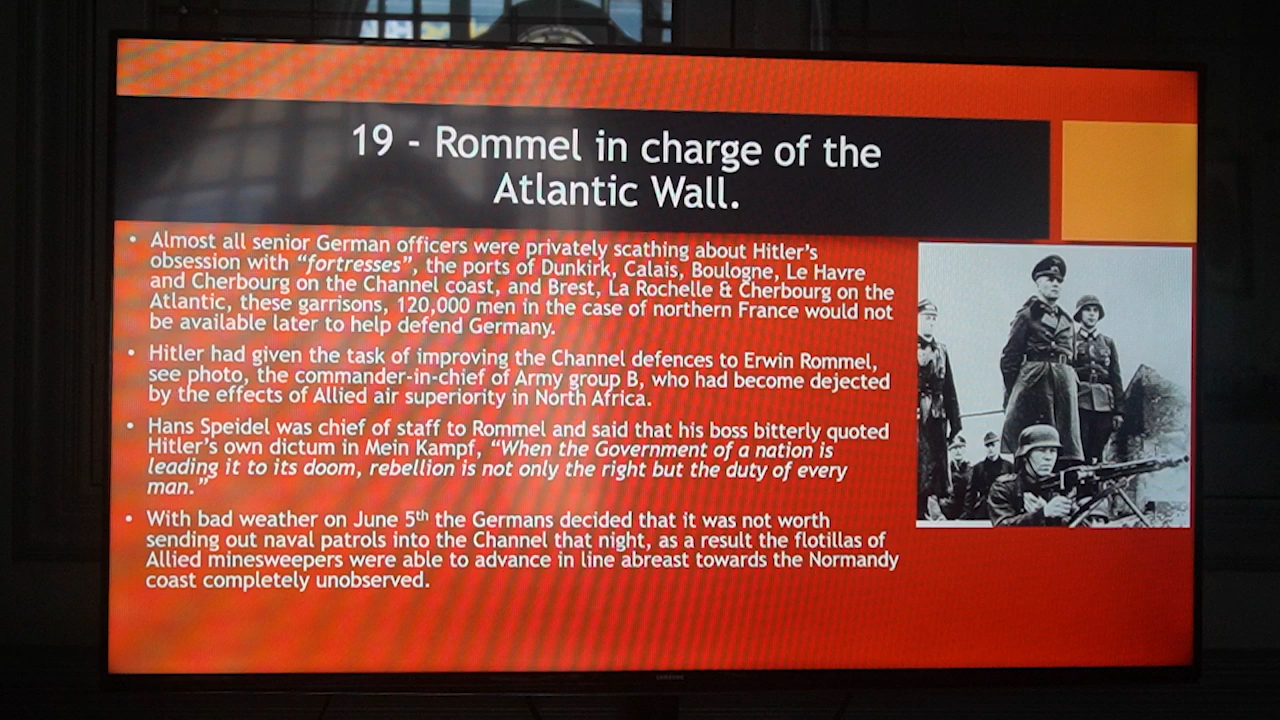 19 - Rommel in charge of the
Atlantic Wall.
• Almost all senior German officers were privately scathing about Hitler's
obsession with “fortresses”, the ports of Dunkirk, Calais, Boulogne, Le Havre
and Cherbourg on the Channel coast, and Brest, La Rochelle & Cherbourg on the
Atlantic, these garrisons, 120,000 men in the case of northern France would not
be available later to help defend Germany.
• Hitler had given the task of improving the Channel defences to Erwin Rommel,
see photo, the commander-in-chief of Army group B, who had become dejected
by the effects of Allied air superiority in North Africa.
• Hans Speidel was chief of staff to Rommel and said that his boss bitterly quoted
Hitler's own dictum in Mein Kampf, “When the Government of a nation is
leading it to its doom, rebellion is not only the right but the duty of every
man.”
• With bad weather on June 5th the Germans decided that it was not worth
sending out naval patrols into the Channel that night, as a result the flotillas of
Allied minesweepers were able to advance in line abreast towards the Normandy
coast completely unobserved.
SAMSUNG